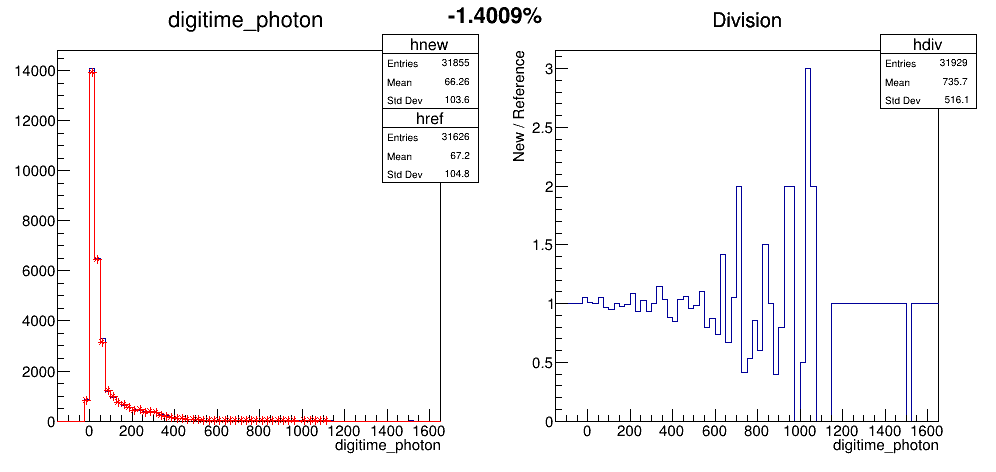 -1.4009%
digitime_photon
hnew
Entries 31855
Mean 66.26
Std Dev 103.6
href
Entries 31626
Mean 67.2
Std Dev 104.8
14000
12000
10000
8000
6000
4000
2000
0
0 200 400 600 800 1000 1200 1400 1600
digitime_photon
Division
hdiv
Entries 31929
Mean 735.7
Std Dev 516.1
New / Reference
3
2.5
2
1.5
1
0.5
0
0 200 400 600 800 1000 1200 1400 1600
digitime_photon